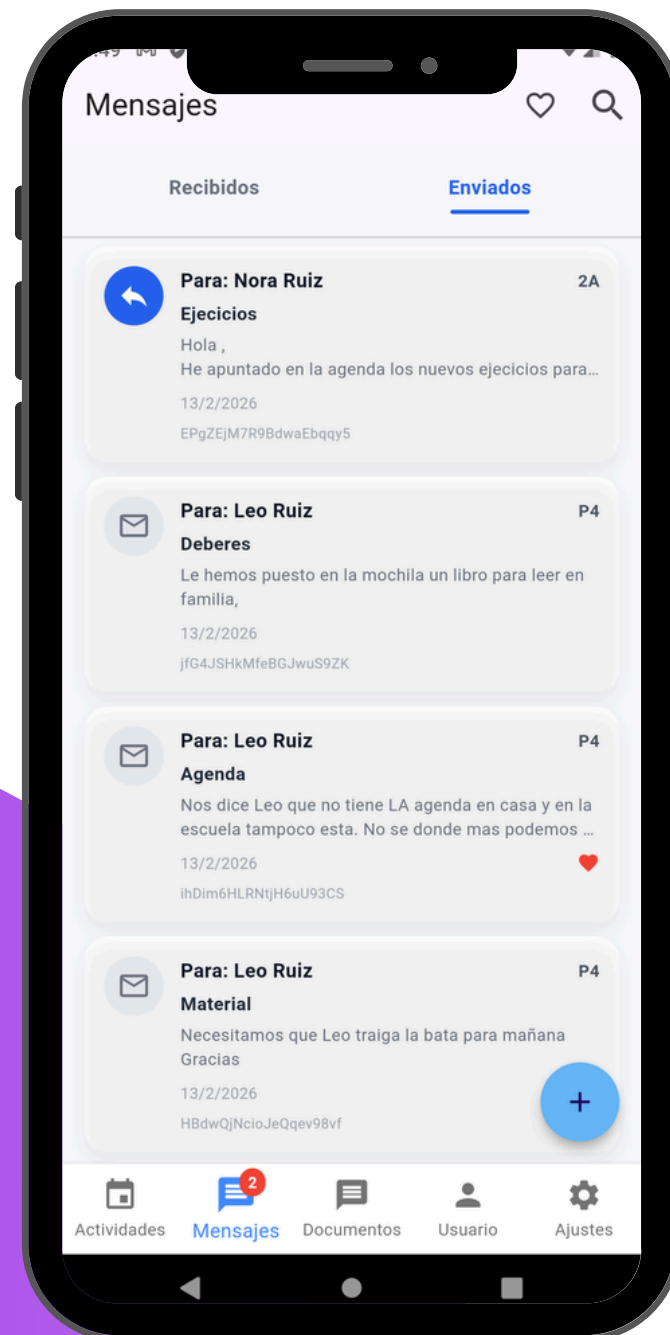 Mensajes
Recibidos
Enviados
Para: Nora Ruiz 2A
Ejecicios
Hola ,
He apuntado en la agenda los nuevos ejecicios para…
13/2/2026
EPgZEjM7R9BdwaEbqqy5
Para: Leo Ruiz P4
Deberes
Le hemos puesto en la mochila un libro para leer en
familia,
13/2/2026
jfG4JSHkMfeBGJwuS9ZK
Para: Leo Ruiz P4
Agenda
Nos dice Leo que no tiene LA agenda en casa y en la
escuela tampoco esta. No se donde mas podemos …
13/2/2026
ihDim6HLRNtjH6uU93CS
Para: Leo Ruiz P4
Material
Necesitamos que Leo traiga la bata para mañana
Gracias
13/2/2026
HBdwQjNcioJeQqev98vf
2
Actividades Mensajes Documentos Usuario Ajustes